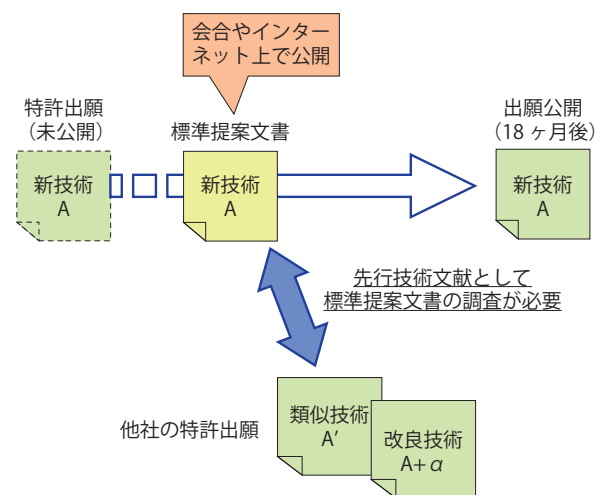 会合やインター
ネット上で公開
特許出願
（未公開）
標準提案文書
出願公開
（18 ヶ月後）
新技術
A
新技術
A
新技術
A
先行技術文献として
標準提案文書の調査が必要
他社の特許出願
類似技術
A′
改良技術
A+α